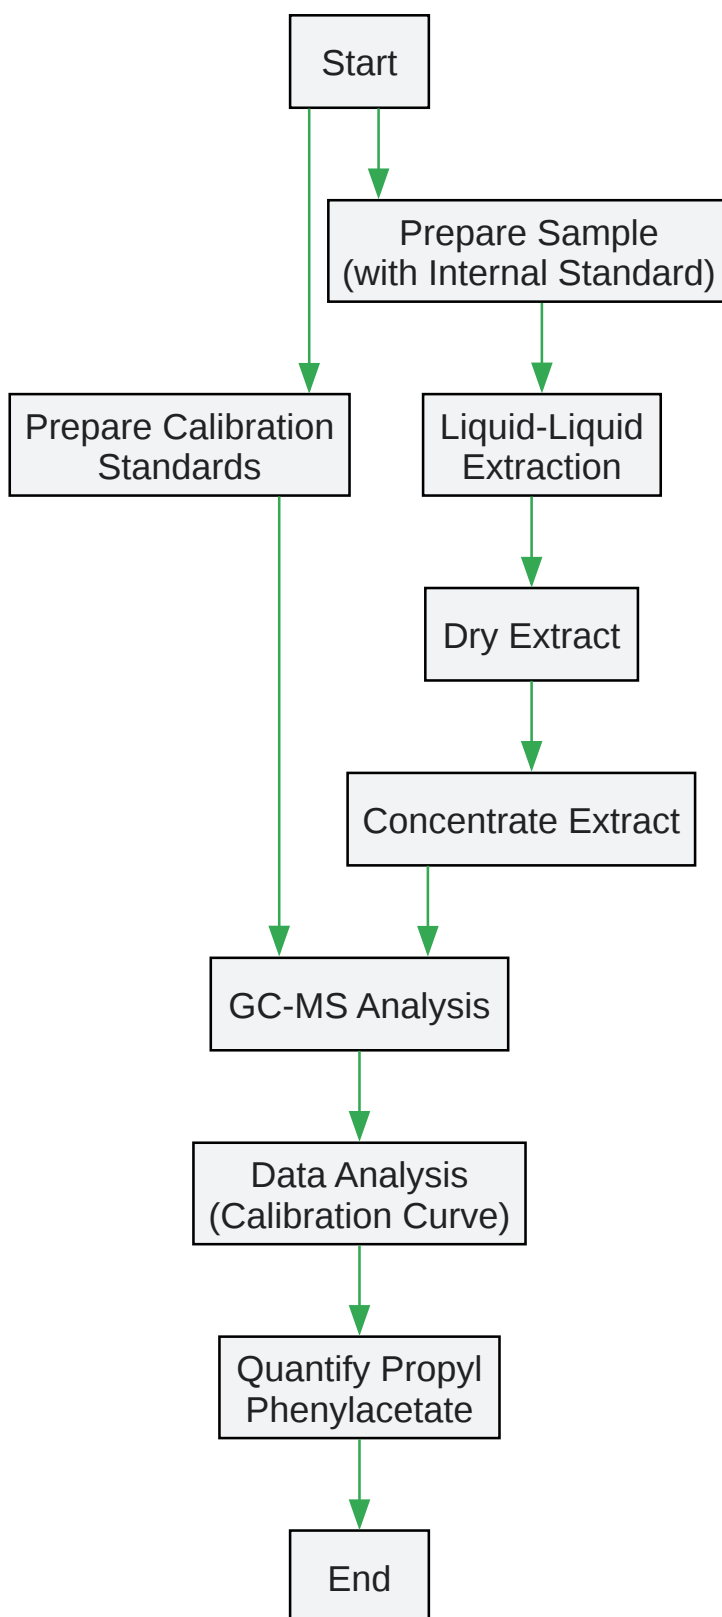 Start
Prepare Sample
(with Internal Standard)
Prepare Calibration
Standards
Liquid-Liquid
Extraction
Dry Extract
Concentrate Extract
GC-MS Analysis
Data Analysis
(Calibration Curve)
Quantify Propyl
Phenylacetate
End